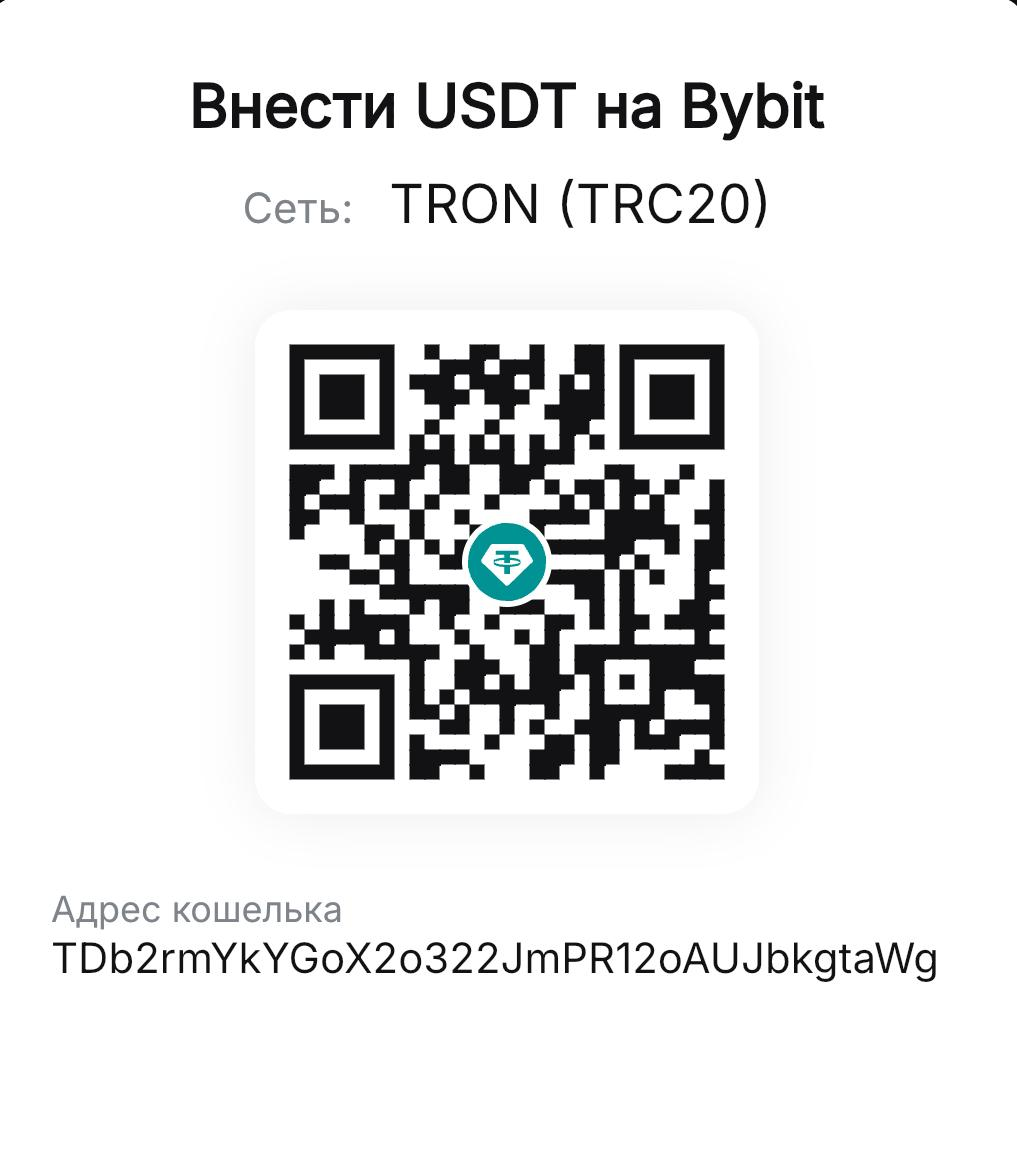 Внести USDT на Bybit
Сеть: TRON (TRC20)
Адрес кошелька
TDb2rmYkYGoX2o322JmPR12oAUJbkgtaWg